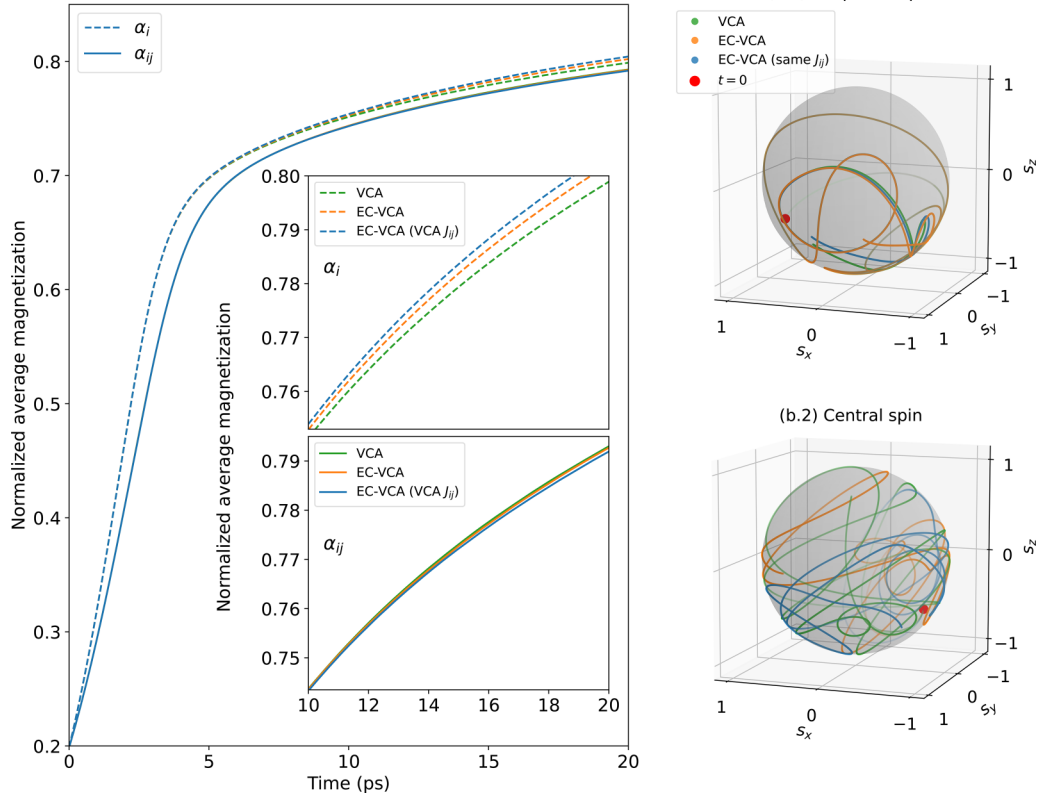 α_i
α_ij
Normalized average magnetization
0.8
0.7
0.6
0.5
0.4
0.3
0.2
0
5
10
15
20
Time (ps)
Normalized average magnetization
0.80
0.79
0.78
0.77
0.76
VCA
EC-VCA
EC-VCA (VCA J_ij)
α_i
0.79
0.78
0.77
0.76
0.75
VCA
EC-VCA
EC-VCA (VCA J_ij)
α_ij
10
12
14
16
18
20
VCA
EC-VCA
EC-VCA (same J_ij)
t = 0
1
0
−1
s_z
−1
0
1
s_y
1
0
−1
s_x
(b.2) Central spin
1
0
−1
s_z
−1
0
1
s_y
1
0
−1
s_x